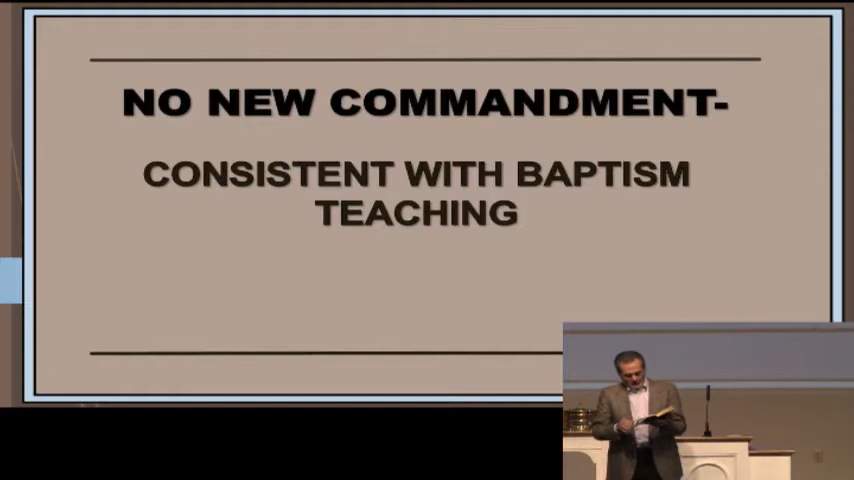 NO NEW COMMANDMENT-
CONSISTENT WITH BAPTISM
TEACHING